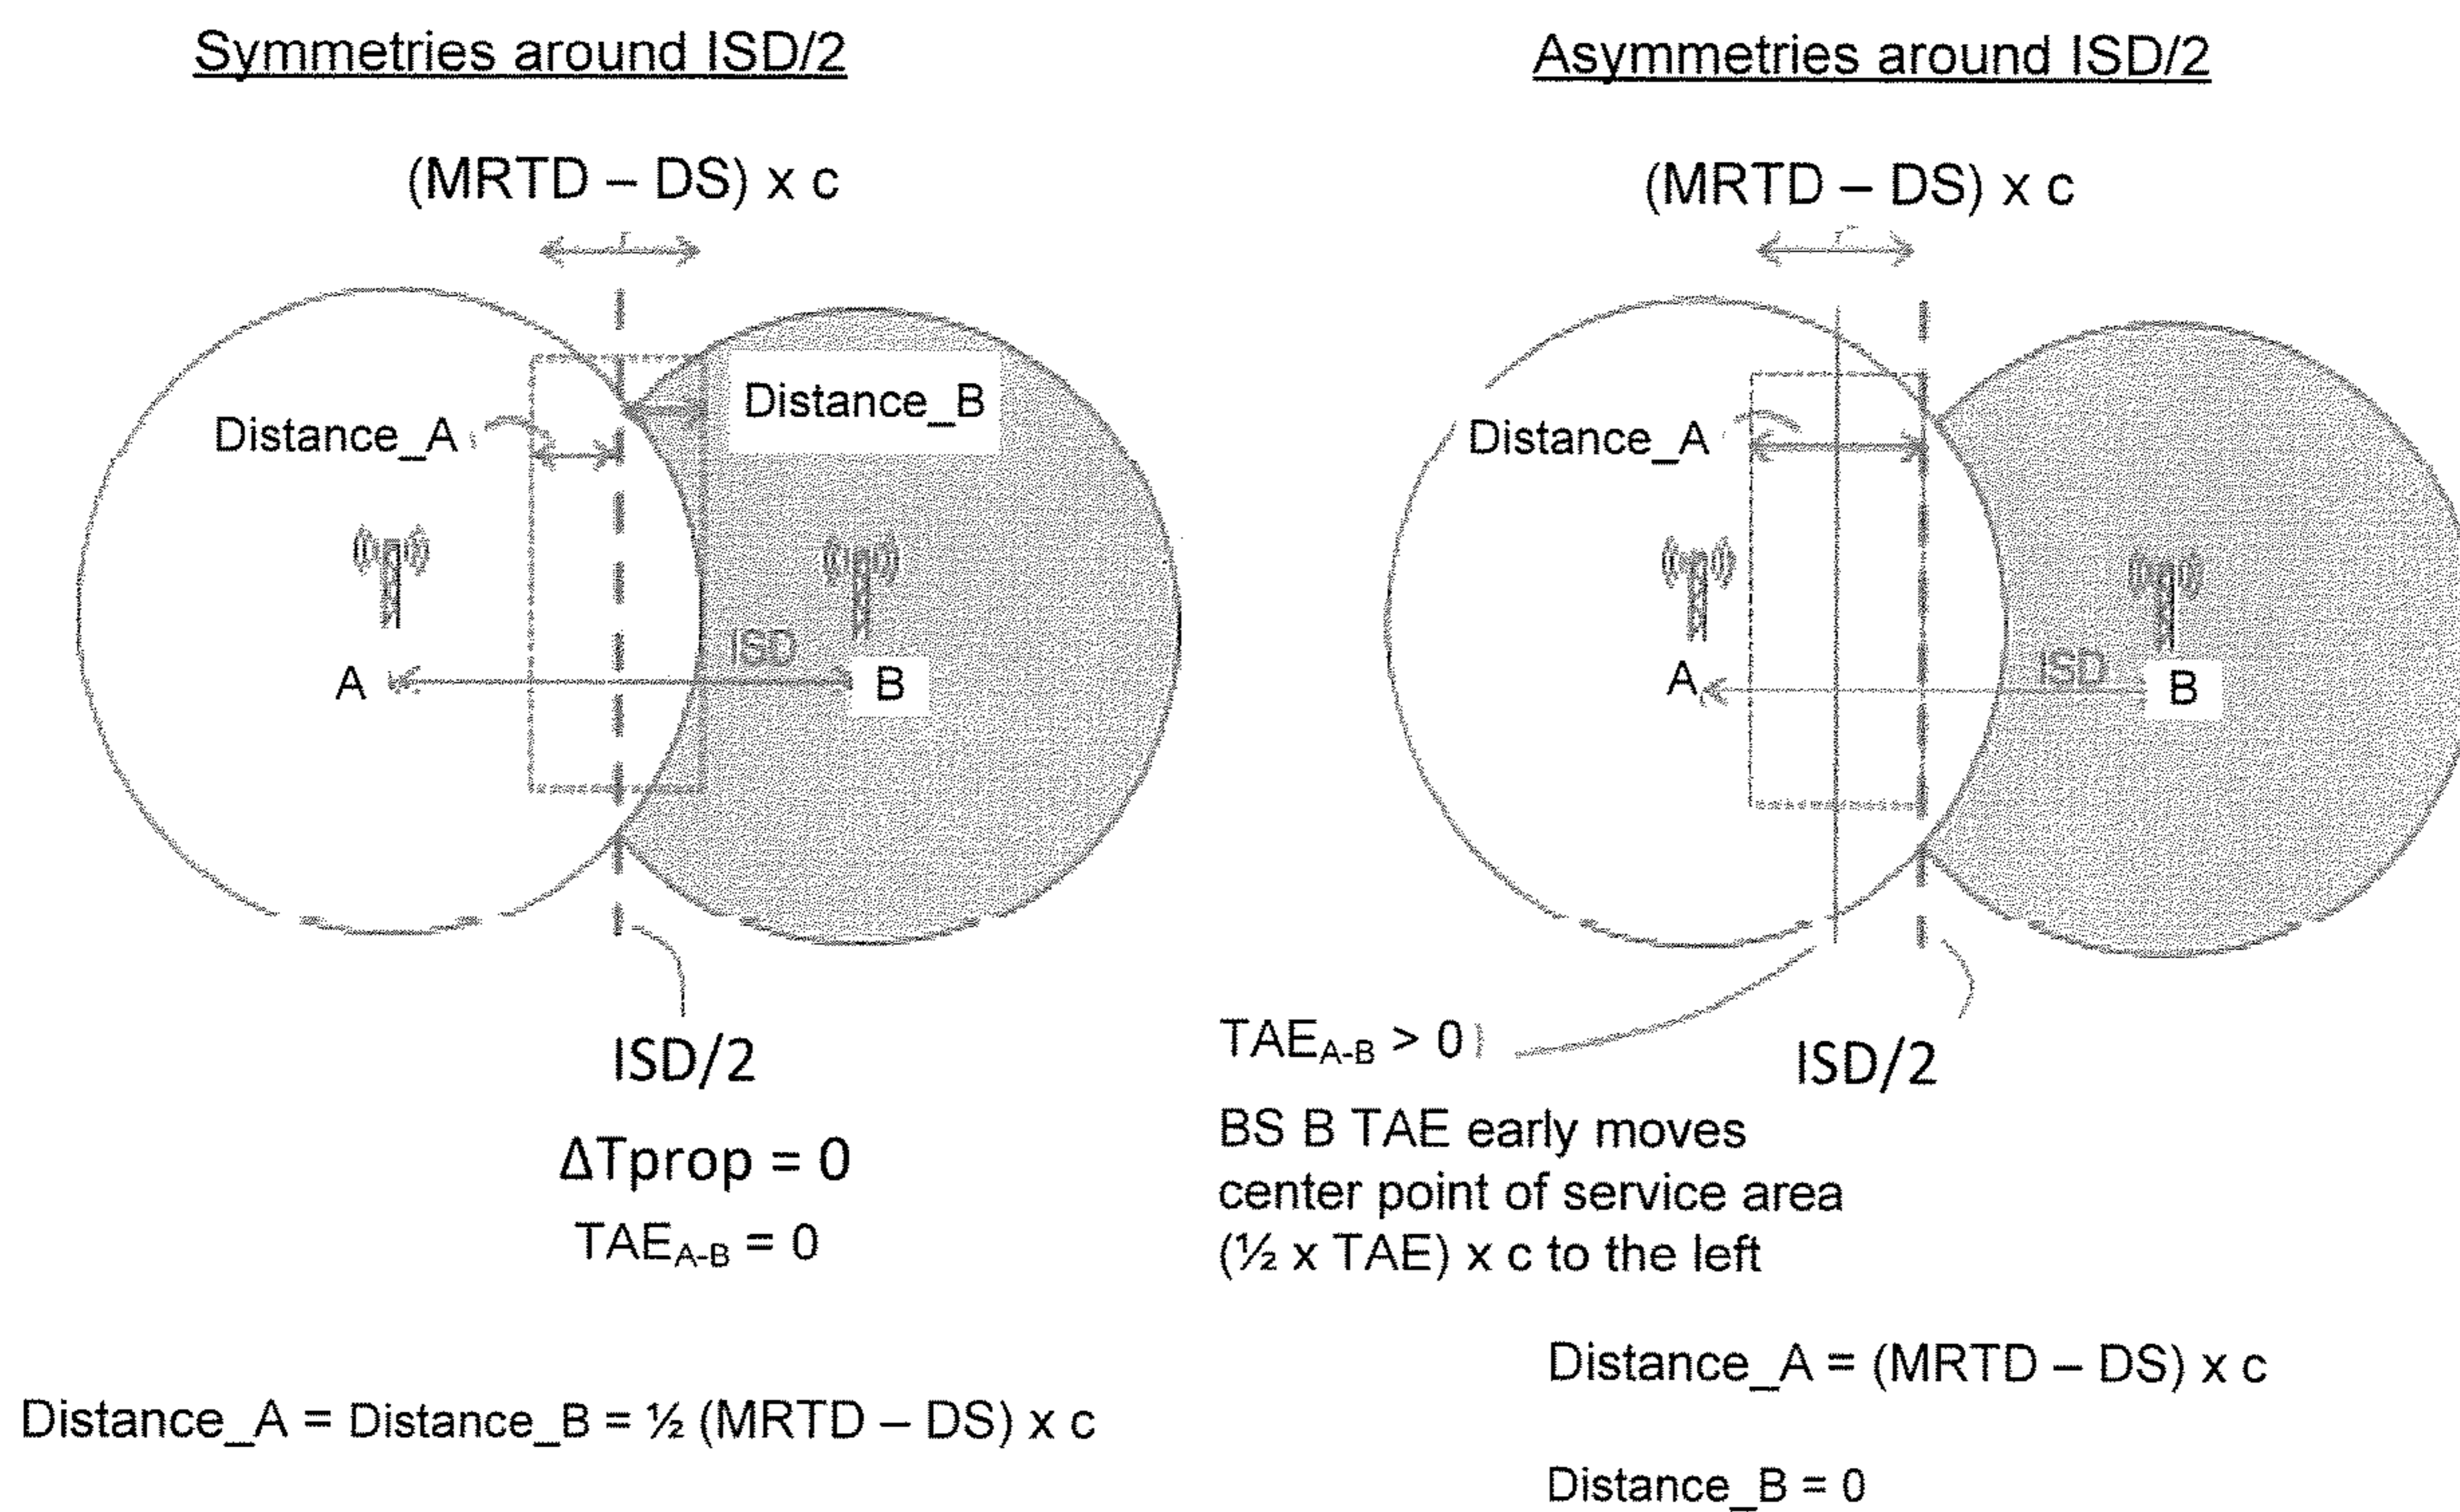 Symmetries around ISD/2
(MRTD – DS) x c
Distance_B
Distance_A
ISD
A
B
ISD/2
ΔTprop = 0
TAEA-B = 0
Distance_A = Distance_B = ½ (MRTD – DS) x c
Asymmetries around ISD/2
(MRTD – DS) x c
Distance_A
ISD
A
B
TAEA-B > 0
ISD/2
BS B TAE early moves
center point of service area
(½ x TAE) x c to the left
Distance_A = (MRTD – DS) x c
Distance_B = 0